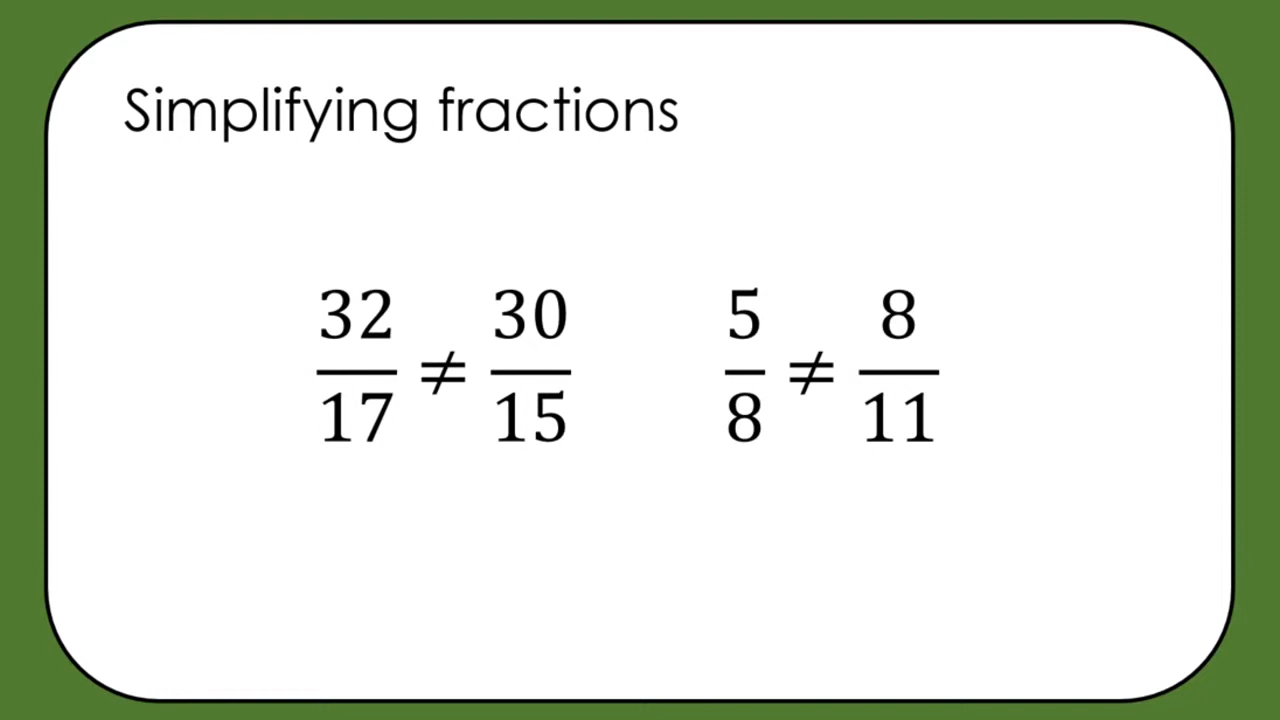 Simplifying fractions
32/17 ≠ 30/15
5/8 ≠ 8/11